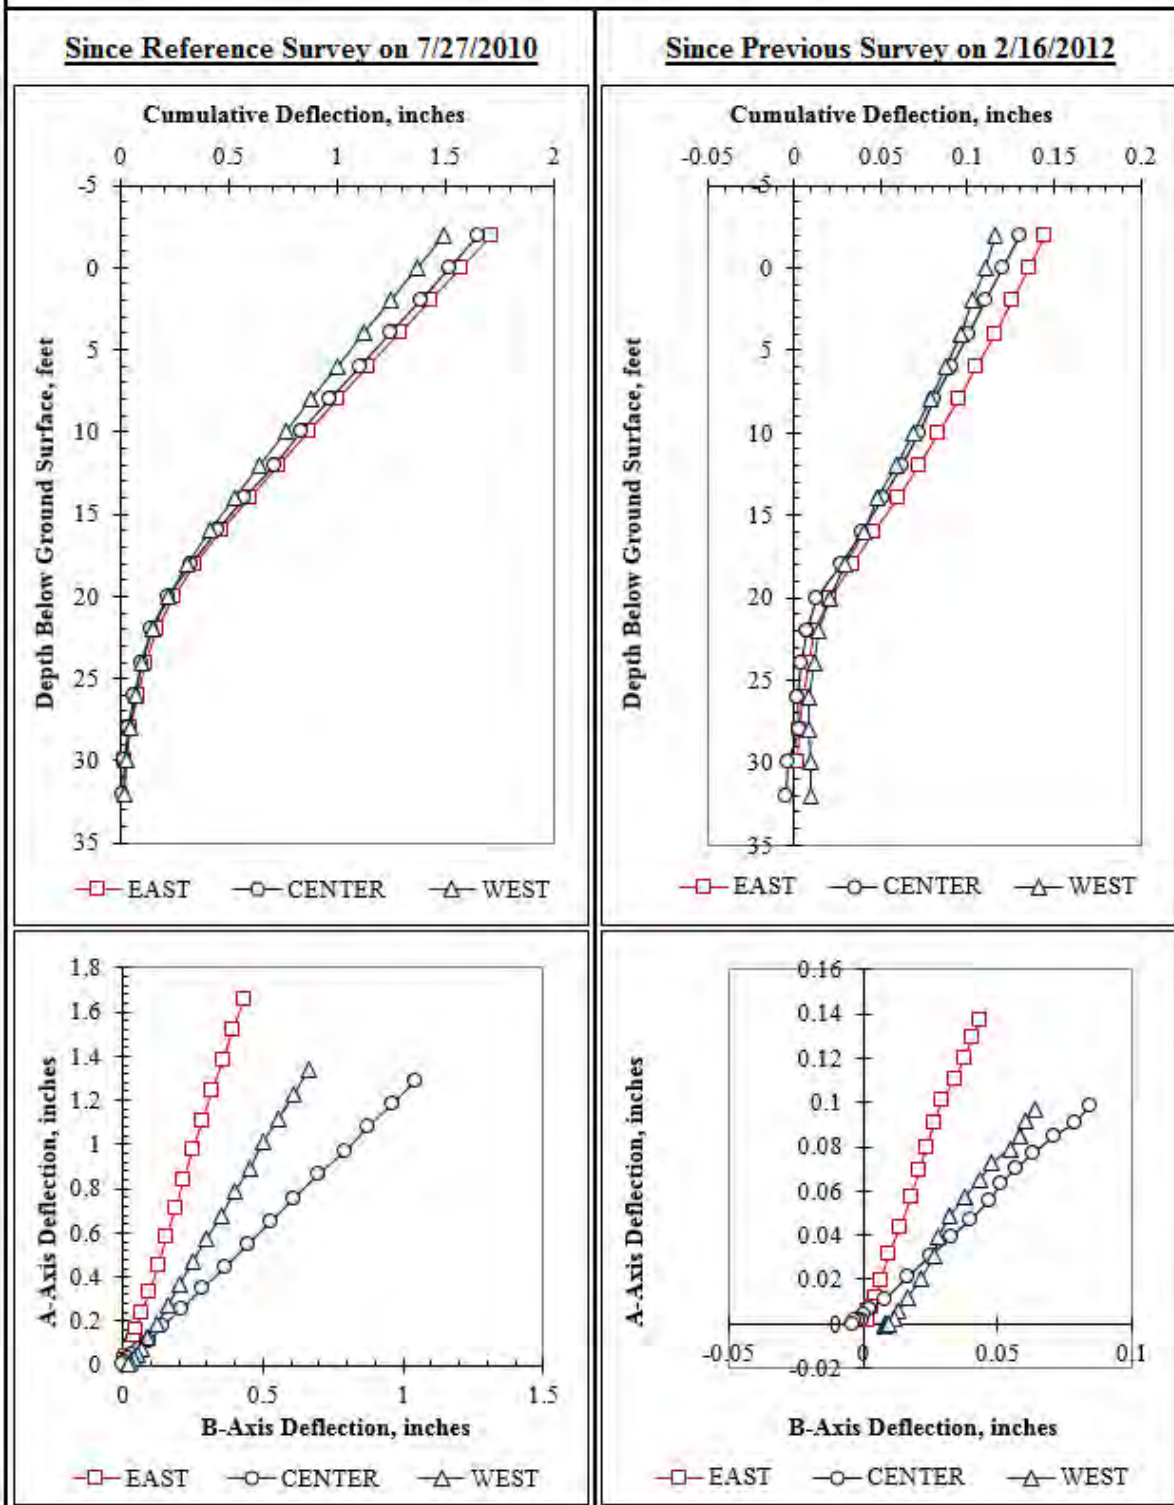 Since Reference Survey on 7/27/2010
Since Previous Survey on 2/16/2012
Cumulative Deflection, inches
0 0.5 1 1.5 2
-5
0
5
10
15
20
25
30
35
Depth Below Ground Surface, feet
EAST CENTER WEST
Cumulative Deflection, inches
-0.05 0 0.05 0.1 0.15 0.2
-5
0
5
10
15
20
25
30
35
Depth Below Ground Surface, feet
EAST CENTER WEST
1.8
1.6
1.4
1.2
1
0.8
0.6
0.4
0.2
0
A-Axis Deflection, inches
0 0.5 1 1.5
B-Axis Deflection, inches
EAST CENTER WEST
0.16
0.14
0.12
0.1
0.08
0.06
0.04
0.02
0
-0.02
A-Axis Deflection, inches
-0.05 0 0.05 0.1
B-Axis Deflection, inches
EAST CENTER WEST